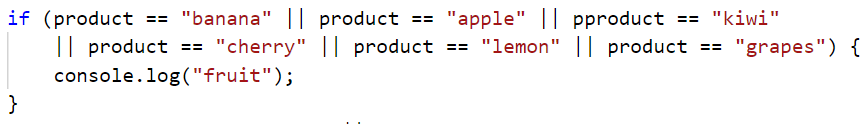 if (product == "banana" || product == "apple" || pproduct == "kiwi"
|| product == "cherry" || product == "lemon" || product == "grapes") {
console.log("fruit");
}